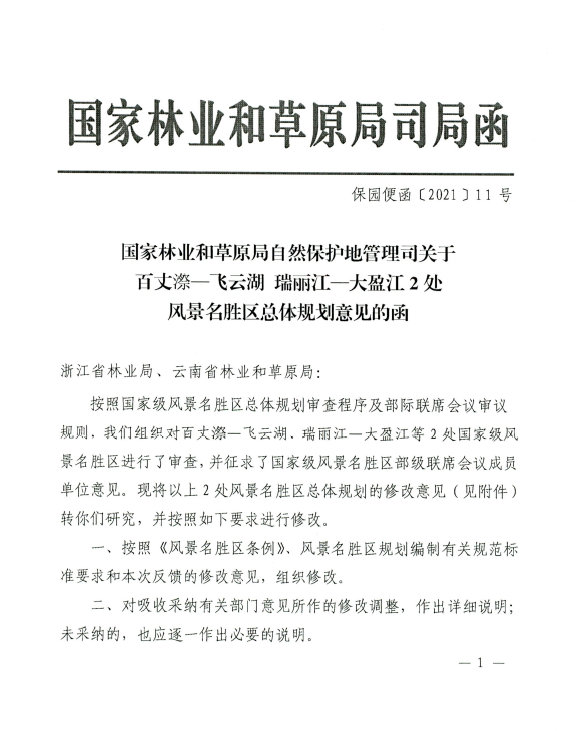 国家林业和草原局司局函
保园便函〔2021〕11 号
国家林业和草原局自然保护地管理司关于
百丈漈—飞云湖 瑞丽江—大盈江 2 处
风景名胜区总体规划意见的函
浙江省林业局、云南省林业和草原局：
按照国家级风景名胜区总体规划审查程序及部际联席会议审议
规则，我们组织对百丈漈—飞云湖、瑞丽江—大盈江等 2 处国家级风
景名胜区进行了审查，并征求了国家级风景名胜区部级联席会议成员
单位意见。现将以上 2 处风景名胜区总体规划的修改意见（见附件）
转你们研究，并按照如下要求进行修改。
一、按照《风景名胜区条例》、风景名胜区规划编制有关规范标
准要求和本次反馈的修改意见，组织修改。
二、对吸收采纳有关部门意见所作的修改调整，作出详细说明；
未采纳的，也应逐一作出必要的说明。
— 1 —